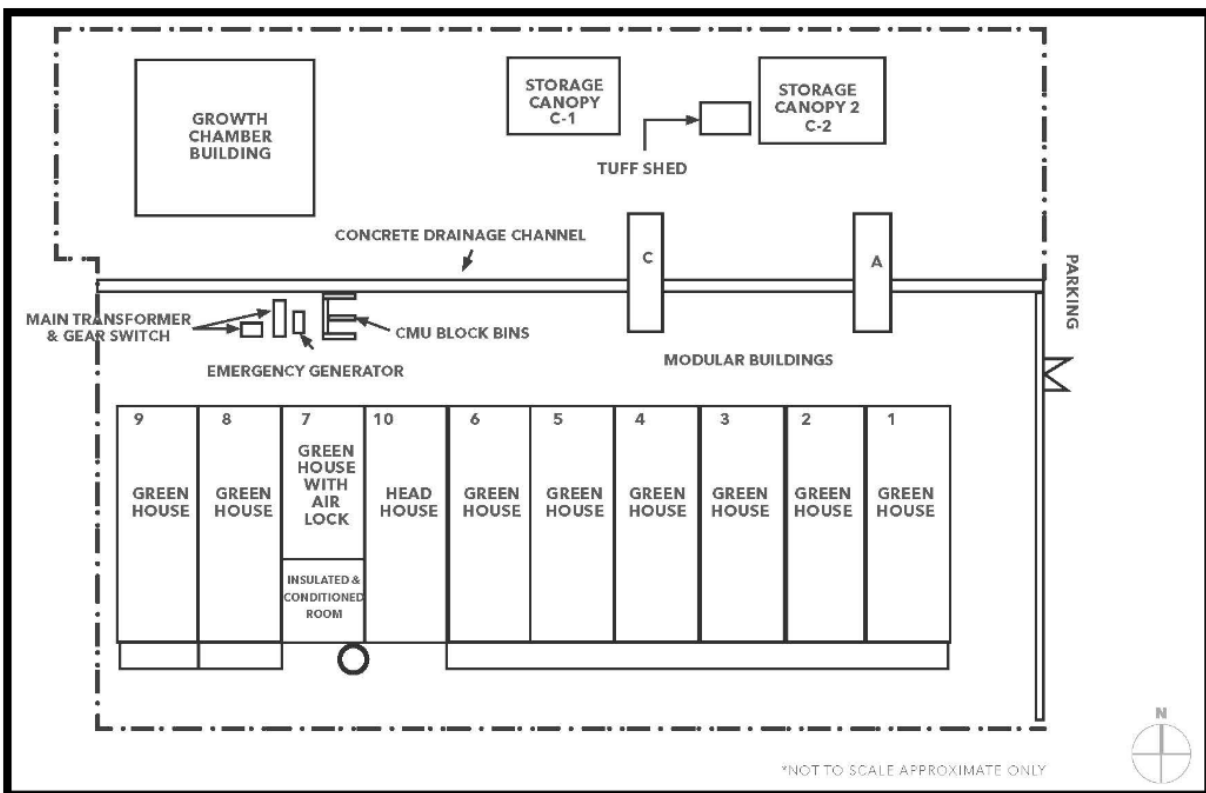 GROWTH
CHAMBER
BUILDING
STORAGE
CANOPY
C-1
STORAGE
CANOPY 2
C-2
TUFF SHED
CONCRETE DRAINAGE CHANNEL
C
A
PARKING
MAIN TRANSFORMER
& GEAR SWITCH
CMU BLOCK BINS
EMERGENCY GENERATOR
MODULAR BUILDINGS
9
GREEN
HOUSE
8
GREEN
HOUSE
7
GREEN
HOUSE
WITH
AIR
LOCK
INSULATED &
CONDITIONED
ROOM
10
HEAD
HOUSE
6
GREEN
HOUSE
5
GREEN
HOUSE
4
GREEN
HOUSE
3
GREEN
HOUSE
2
GREEN
HOUSE
1
GREEN
HOUSE
N
*NOT TO SCALE APPROXIMATE ONLY